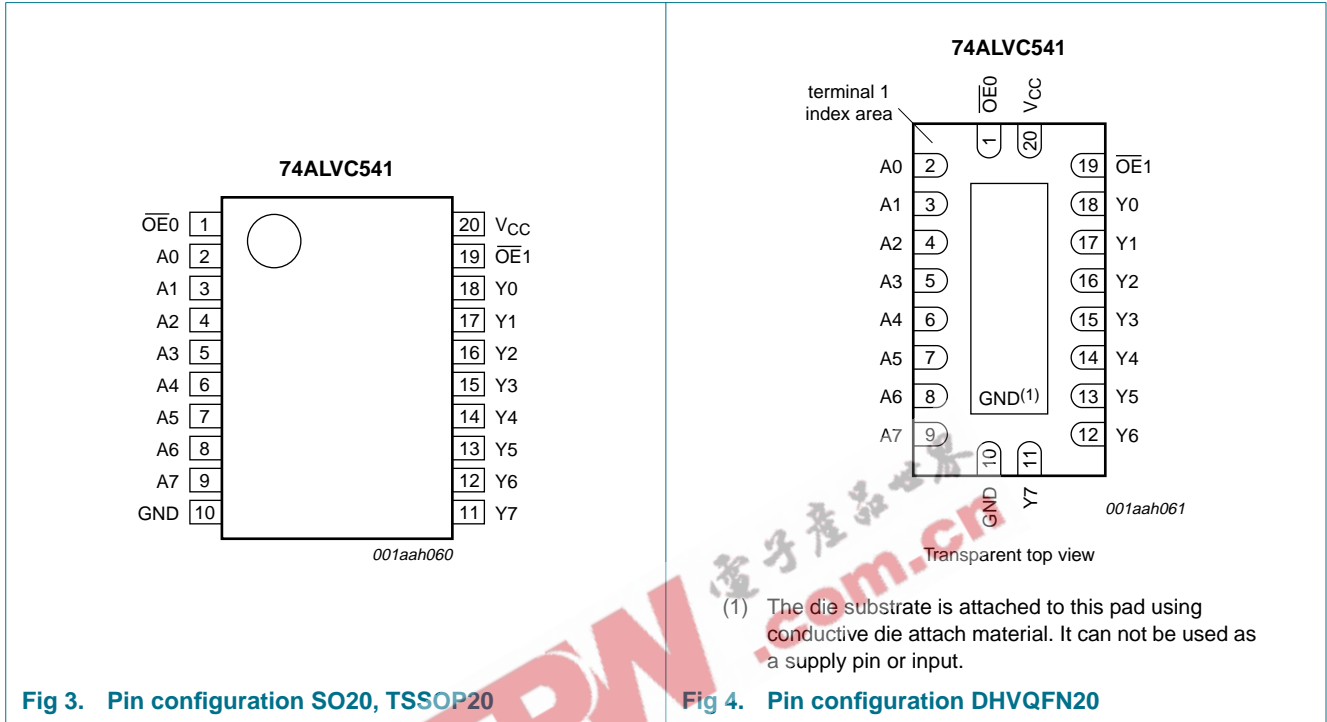 74ALVC541
OE0 1
A0 2
A1 3
A2 4
A3 5
A4 6
A5 7
A6 8
A7 9
GND 10
20 VCC
19 OE1
18 Y0
17 Y1
16 Y2
15 Y3
14 Y4
13 Y5
12 Y6
11 Y7
001aah060
Fig 3. Pin configuration SO20, TSSOP20
74ALVC541
terminal 1
index area
OE0
VCC
1
20
A0 2
A1 3
A2 4
A3 5
A4 6
A5 7
A6 8
A7 9
19 OE1
18 Y0
17 Y1
16 Y2
15 Y3
14 Y4
13 Y5
12 Y6
GND(1)
10
11
GND
Y7
001aah061
Transparent top view
(1) The die substrate is attached to this pad using
conductive die attach material. It can not be used as
a supply pin or input.
Fig 4. Pin configuration DHVQFN20
電子產品世界
.com.cn